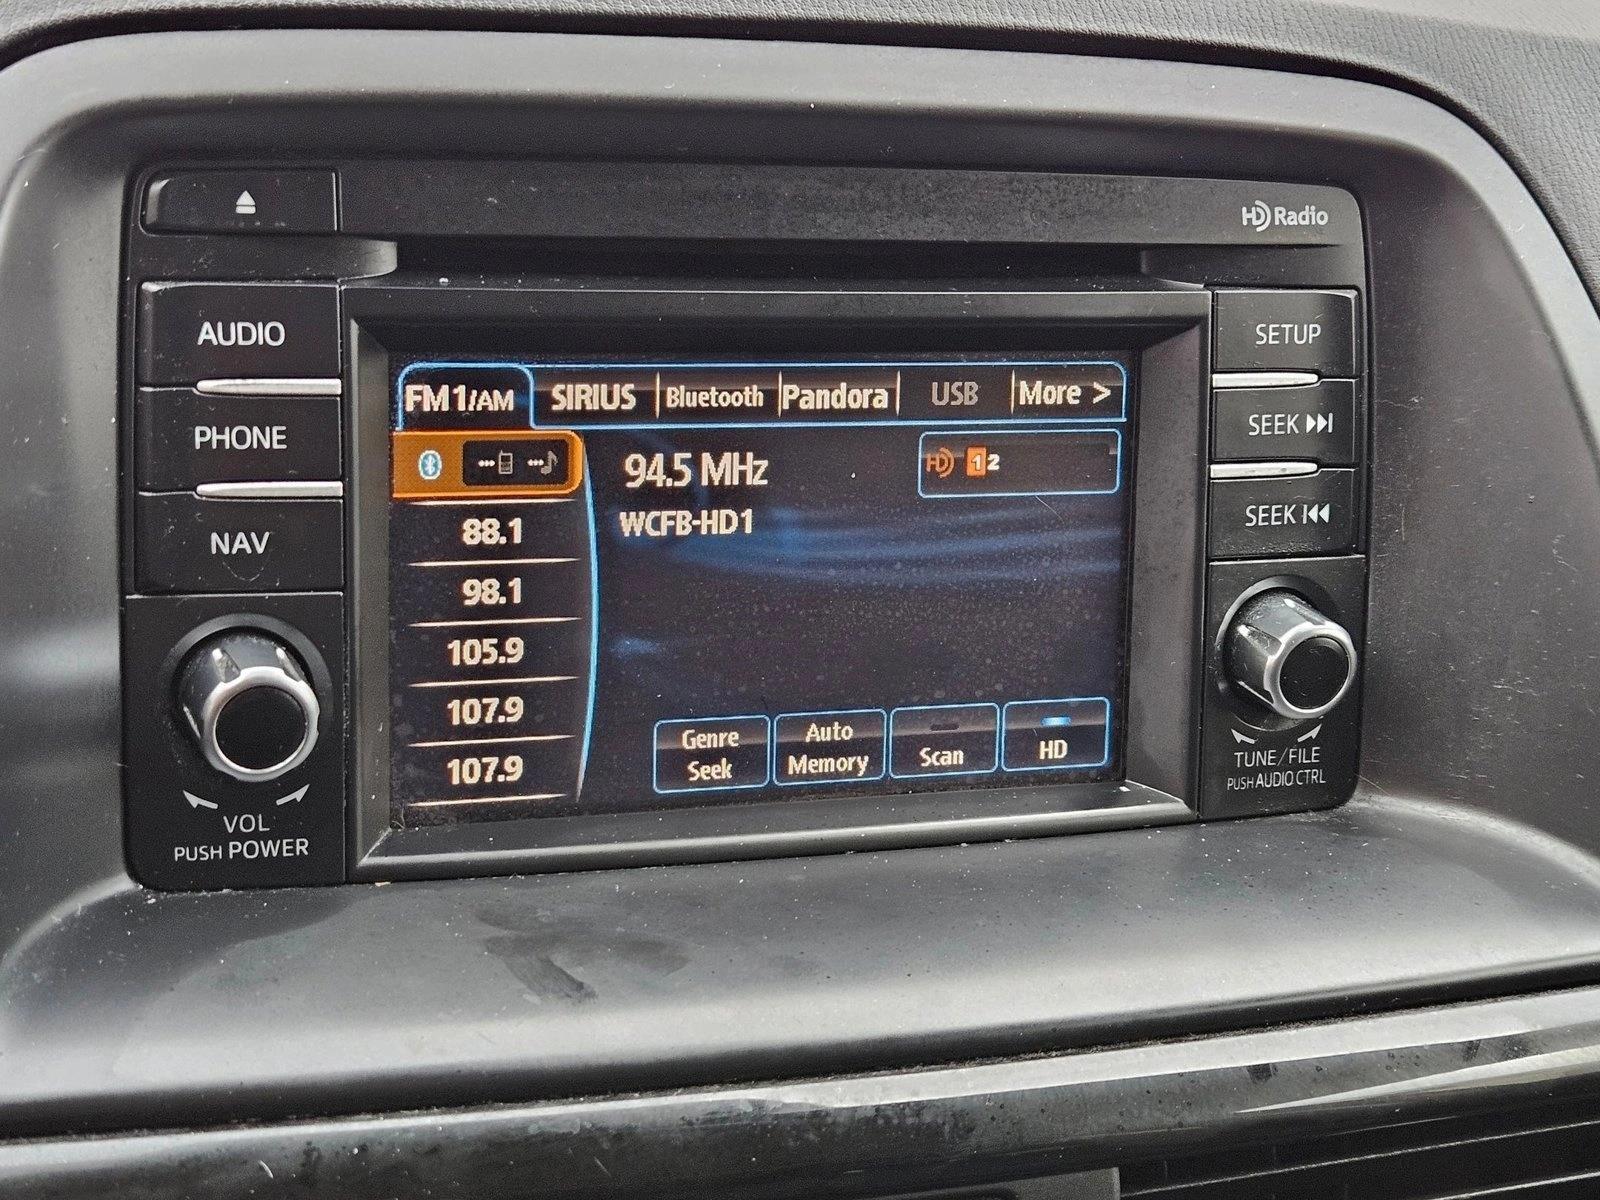 HD Radio
AUDIO
PHONE
NAV
VOL
PUSH POWER
FM1/AM SIRIUS Bluetooth Pandora USB More >
88.1
98.1
105.9
107.9
107.9
94.5 MHz
WCFB-HD1
HD 1 2
Genre Seek
Auto Memory
Scan
HD
SETUP
SEEK
SEEK
TUNE/FILE
PUSH AUDIO CTRL